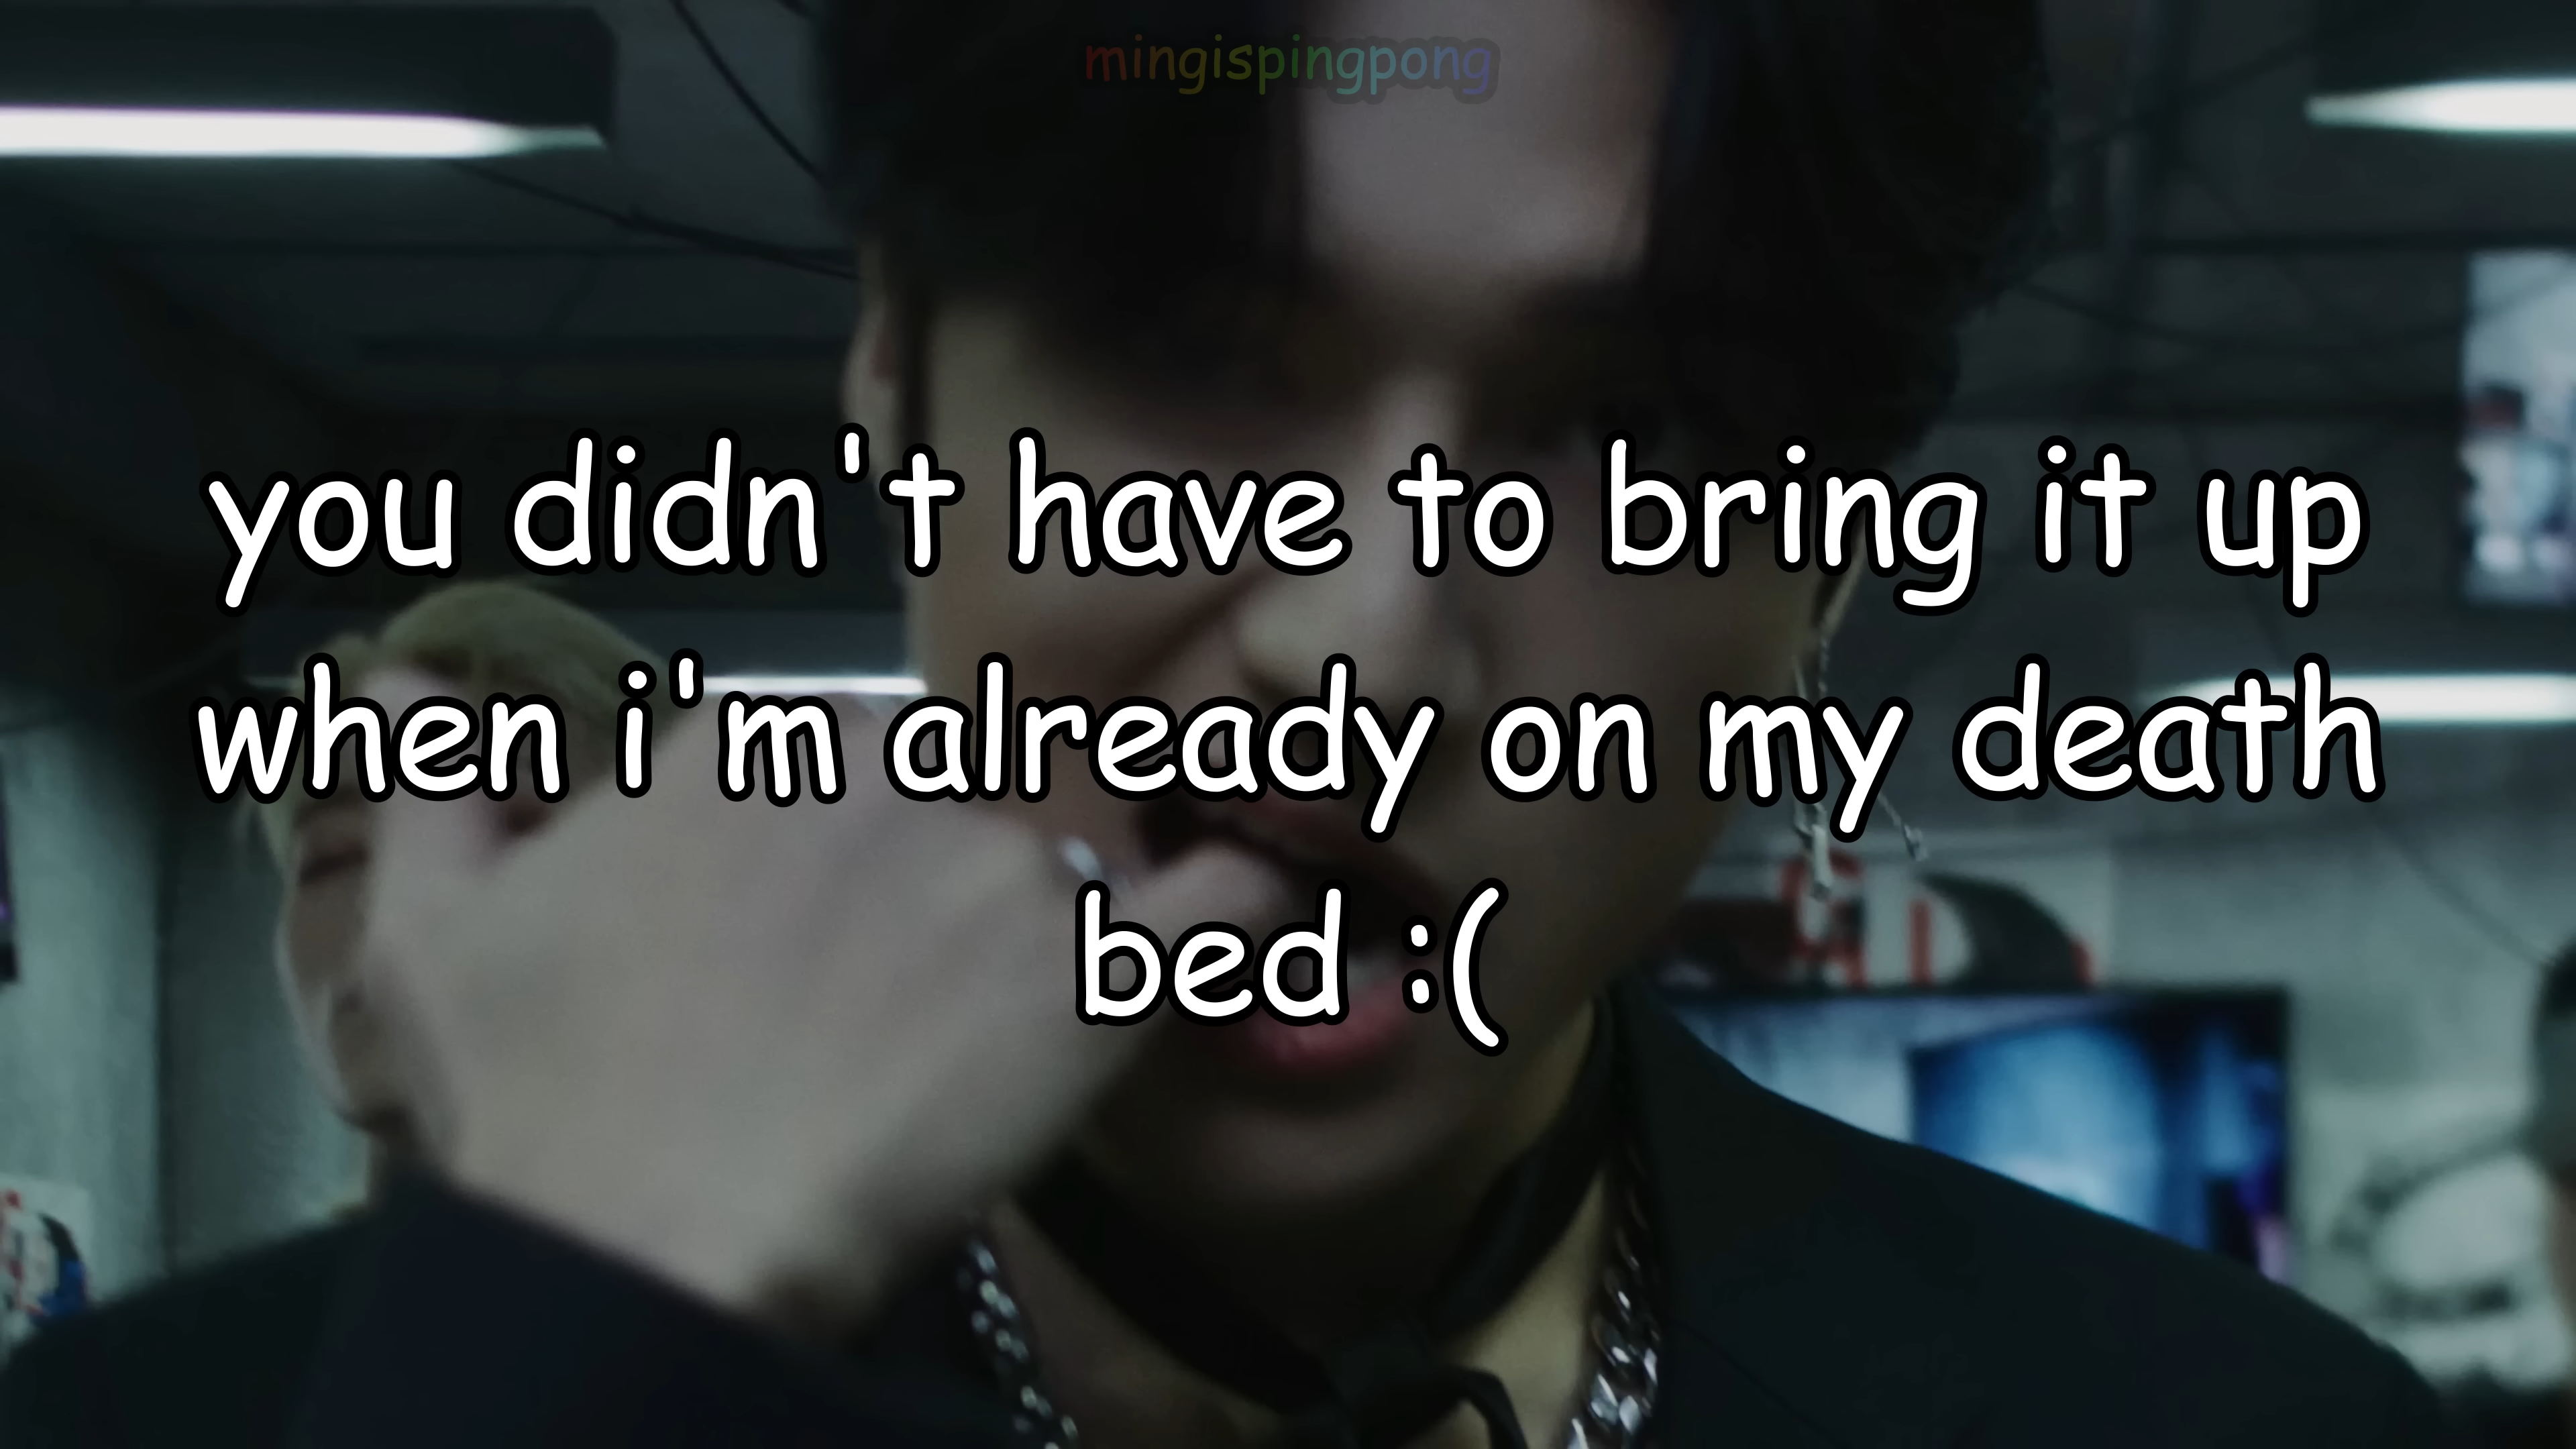 mingispingpong
you didn't have to bring it up
when i'm already on my death
bed :(